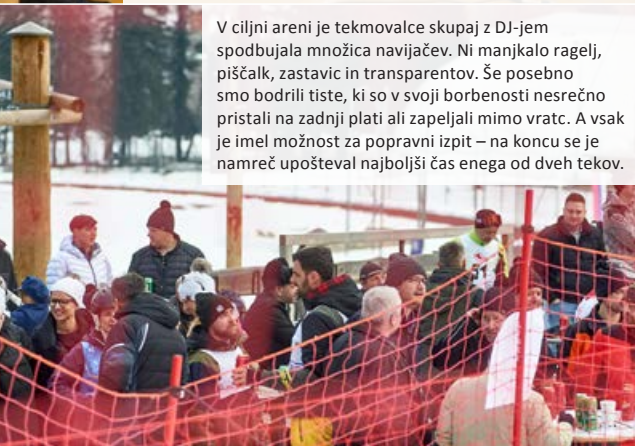 V ciljni areni je tekmovalce skupaj z DJ-jem
spodbujala množica navijačev. Ni manjkalo ragelj,
piščalk, zastavic in transparentov. Še posebno
smo bodrili tiste, ki so v svoji borbenosti nesrečno
pristali na zadnji plati ali zapeljali mimo vratc. A vsak
je imel možnost za popravni izpit – na koncu se je
namreč upošteval najboljši čas enega od dveh tekov.